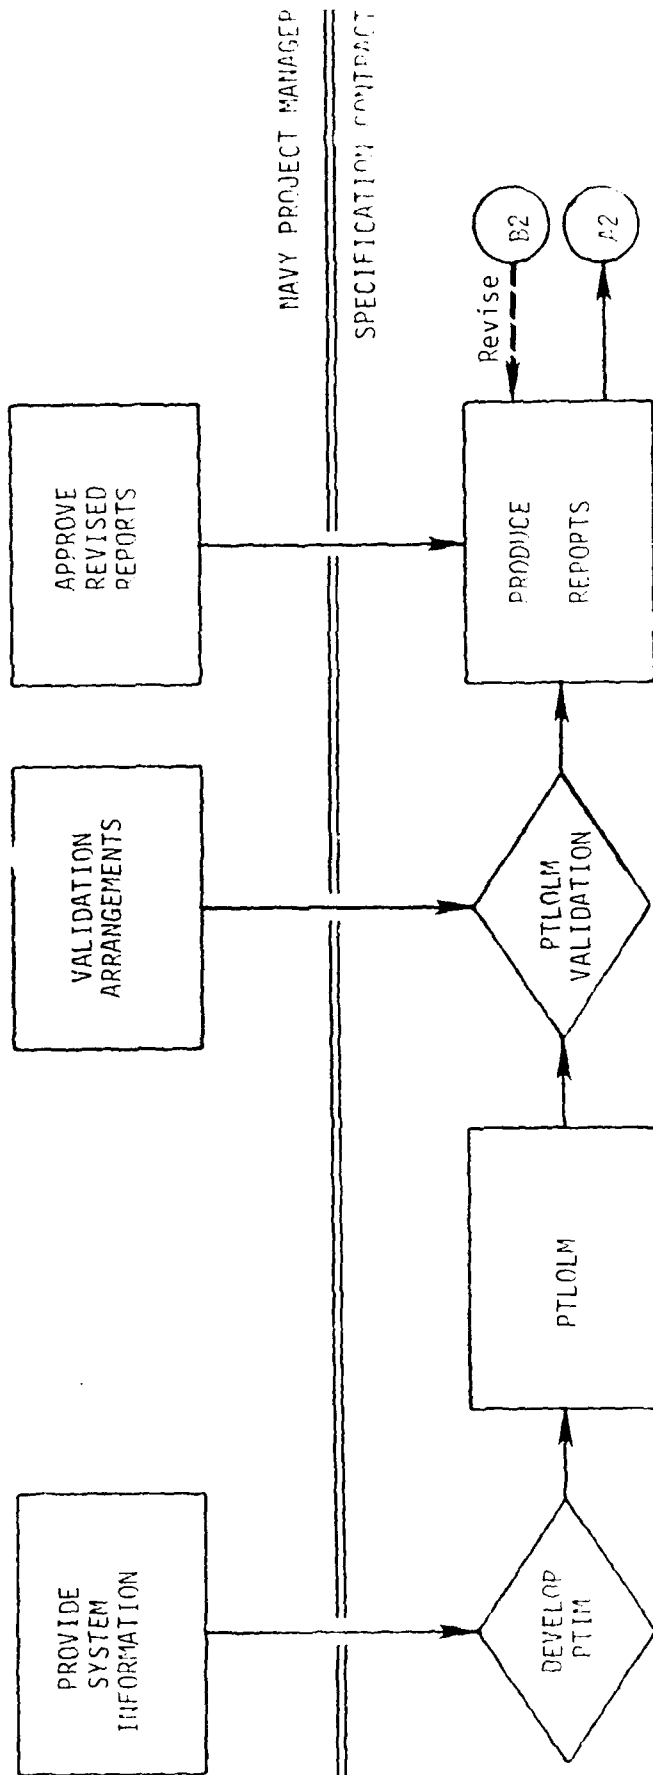 NAVY PROJECT MANAGER
SPECIFICATION CONTRACT
PROVIDE
SYSTEM
INFORMATION
VALIDATION
ARRANGEMENTS
APPROVE
REVISED
REPORTS
DEVELOP
PTIM
PTLOLM
PTLOLM
VALIDATION
PRODUCE
REPORTS
Revise
B2
A2